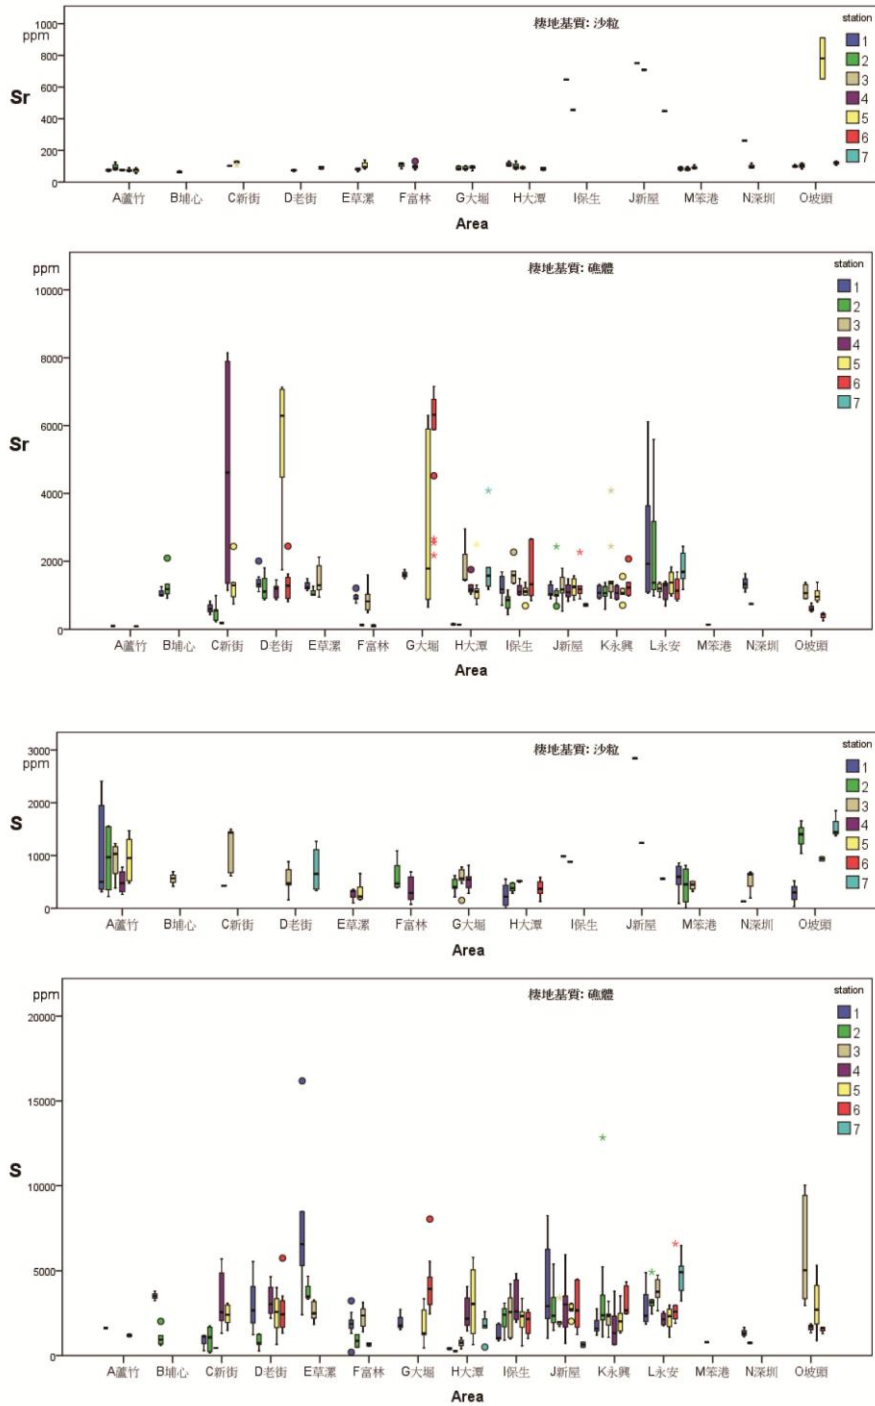 1000
ppm
棲地基質: 沙粒
station
1
2
3
4
5
6
7
800
600
Sr
400
200
0
A蘆竹 B埔心 C新街 D老街 E草漯 F富林 G大堀 H大潭 I保生 J新屋 M笨港 N深圳 O坡頭
Area
ppm
棲地基質: 礁體
station
1
2
3
4
5
6
7
10000
8000
6000
Sr
4000
2000
0
A蘆竹 B埔心 C新街 D老街 E草漯 F富林 G大堀 H大潭 I保生 J新屋 K永興 L永安 M笨港 N深圳 O坡頭
Area
3000
ppm
棲地基質: 沙粒
station
1
2
3
4
5
6
7
2000
S
1000
0
A蘆竹 B埔心 C新街 D老街 E草漯 F富林 G大堀 H大潭 I保生 J新屋 M笨港 N深圳 O坡頭
Area
ppm
棲地基質: 礁體
station
1
2
3
4
5
6
7
20000
15000
S
10000
5000
0
A蘆竹 B埔心 C新街 D老街 E草漯 F富林 G大堀 H大潭 I保生 J新屋 K永興 L永安 M笨港 N深圳 O坡頭
Area